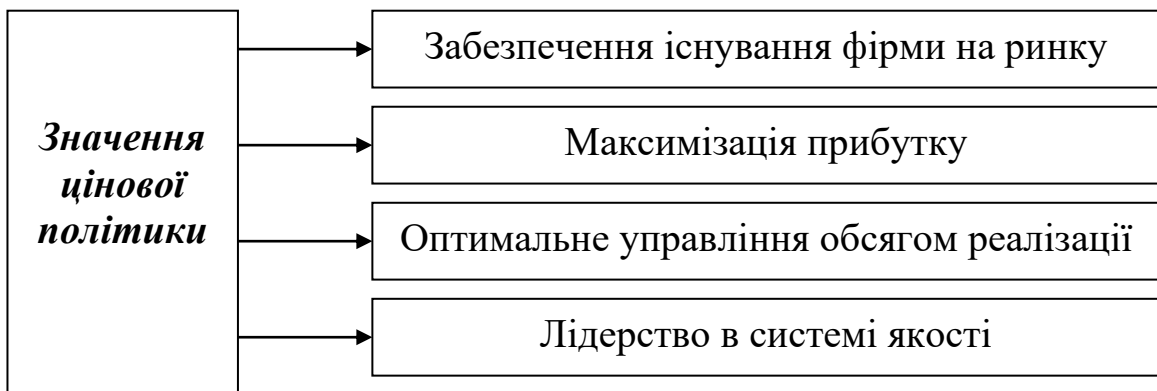 Значення
цінової
політики
Забезпечення існування фірми на ринку
Максимізація прибутку
Оптимальне управління обсягом реалізації
Лідерство в системі якості